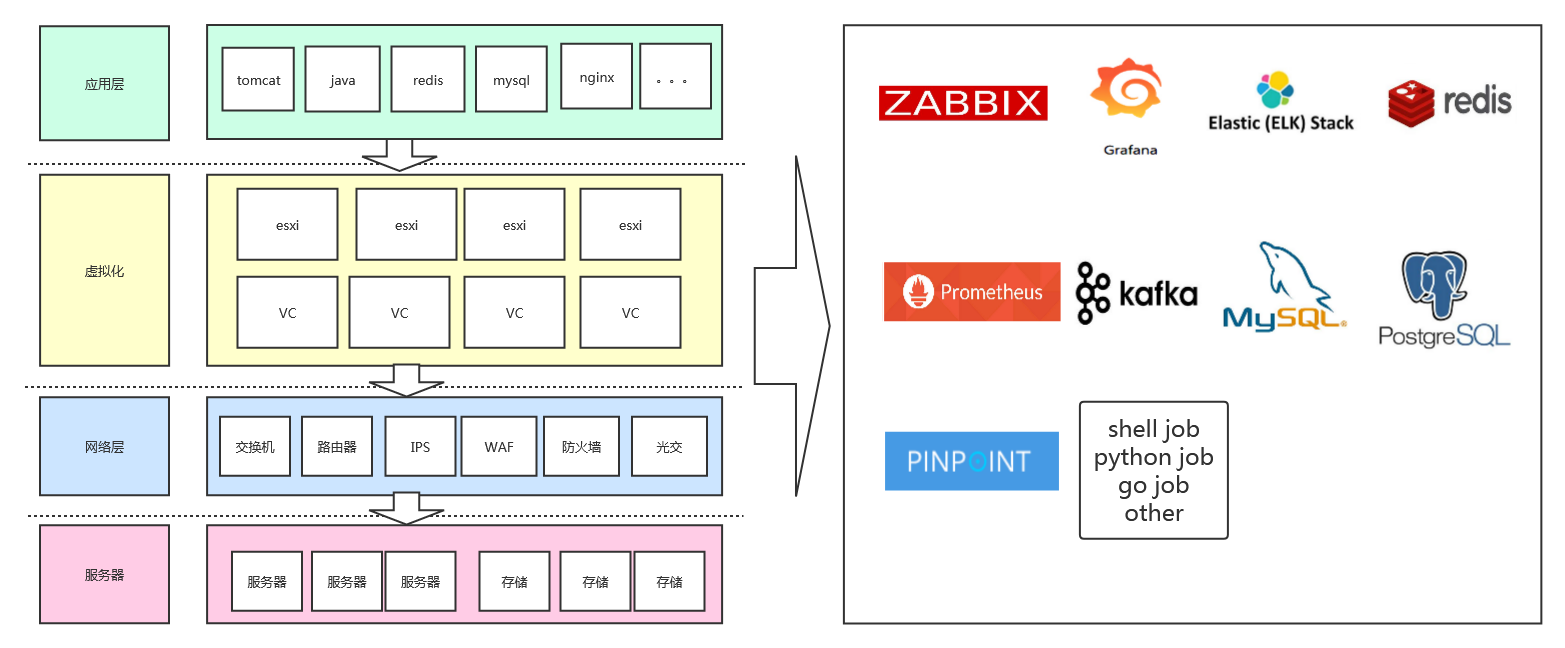 应用层
tomcat
java
redis
mysql
nginx
。。。
虚拟化
esxi
esxi
esxi
esxi
VC
VC
VC
VC
网络层
交换机
路由器
IPS
WAF
防火墙
光交
服务器
服务器
服务器
服务器
存储
存储
存储
ZABBIX
Grafana
Elastic (ELK) Stack
redis
Prometheus
kafka
MySQL®
PostgreSQL
PINPOINT
shell job
python job
go job
other